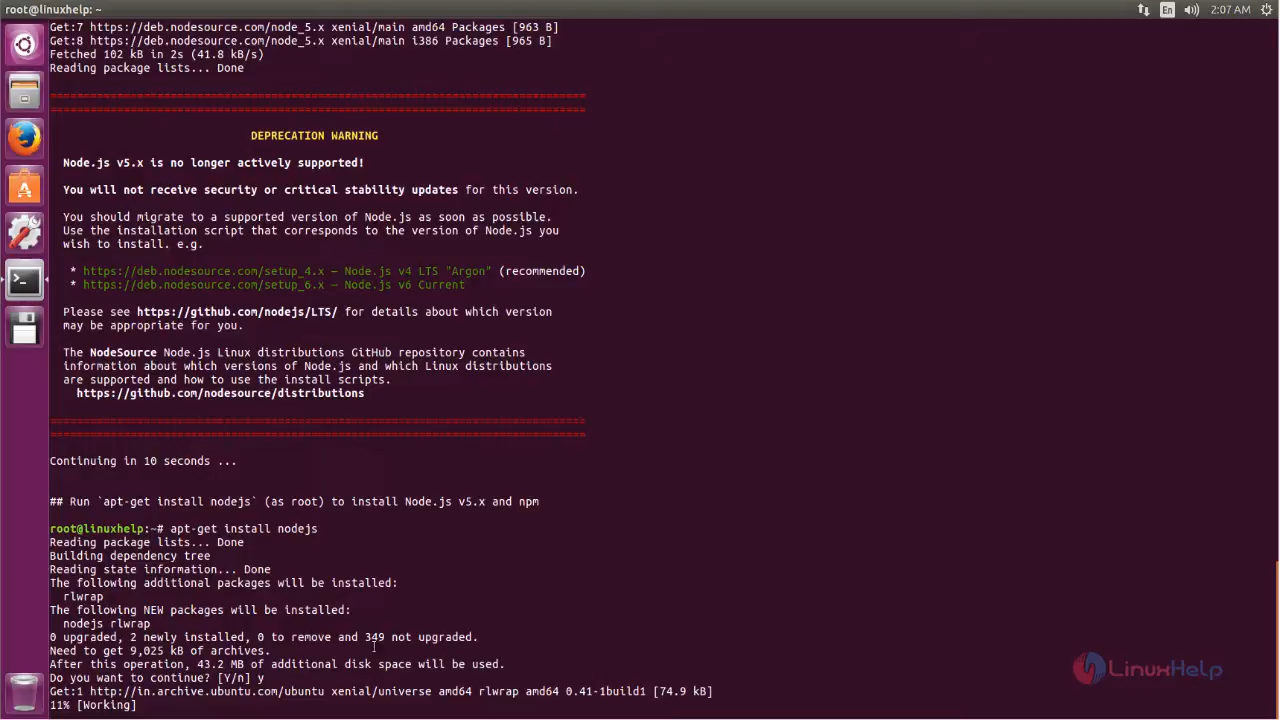 root@linuxhelp: ~
En
2:07 AM
Get:7 https://deb.nodesource.com/node_5.x xenial/main amd64 Packages [963 B]
Get:8 https://deb.nodesource.com/node_5.x xenial/main i386 Packages [965 B]
Fetched 102 kB in 2s (41.8 kB/s)
Reading package lists... Done
================================================================================
================================================================================
DEPRECATION WARNING
Node.js v5.x is no longer actively supported!
You will not receive security or critical stability updates for this version.
You should migrate to a supported version of Node.js as soon as possible.
Use the installation script that corresponds to the version of Node.js you
wish to install. e.g.
* https://deb.nodesource.com/setup_4.x — Node.js v4 LTS "Argon" (recommended)
* https://deb.nodesource.com/setup_6.x — Node.js v6 Current
Please see https://github.com/nodejs/LTS/ for details about which version
may be appropriate for you.
The NodeSource Node.js Linux distributions GitHub repository contains
information about which versions of Node.js and which Linux distributions
are supported and how to use the install scripts.
https://github.com/nodesource/distributions
================================================================================
================================================================================
Continuing in 10 seconds ...
## Run `apt-get install nodejs` (as root) to install Node.js v5.x and npm
root@linuxhelp:~# apt-get install nodejs
Reading package lists... Done
Building dependency tree
Reading state information... Done
The following additional packages will be installed:
rlwrap
The following NEW packages will be installed:
nodejs rlwrap
0 upgraded, 2 newly installed, 0 to remove and 349 not upgraded.
Need to get 9,025 kB of archives.
After this operation, 43.2 MB of additional disk space will be used.
Do you want to continue? [Y/n] y
Get:1 http://in.archive.ubuntu.com/ubuntu xenial/universe amd64 rlwrap amd64 0.41-1build1 [74.9 kB]
11% [Working]
LinuxHelp